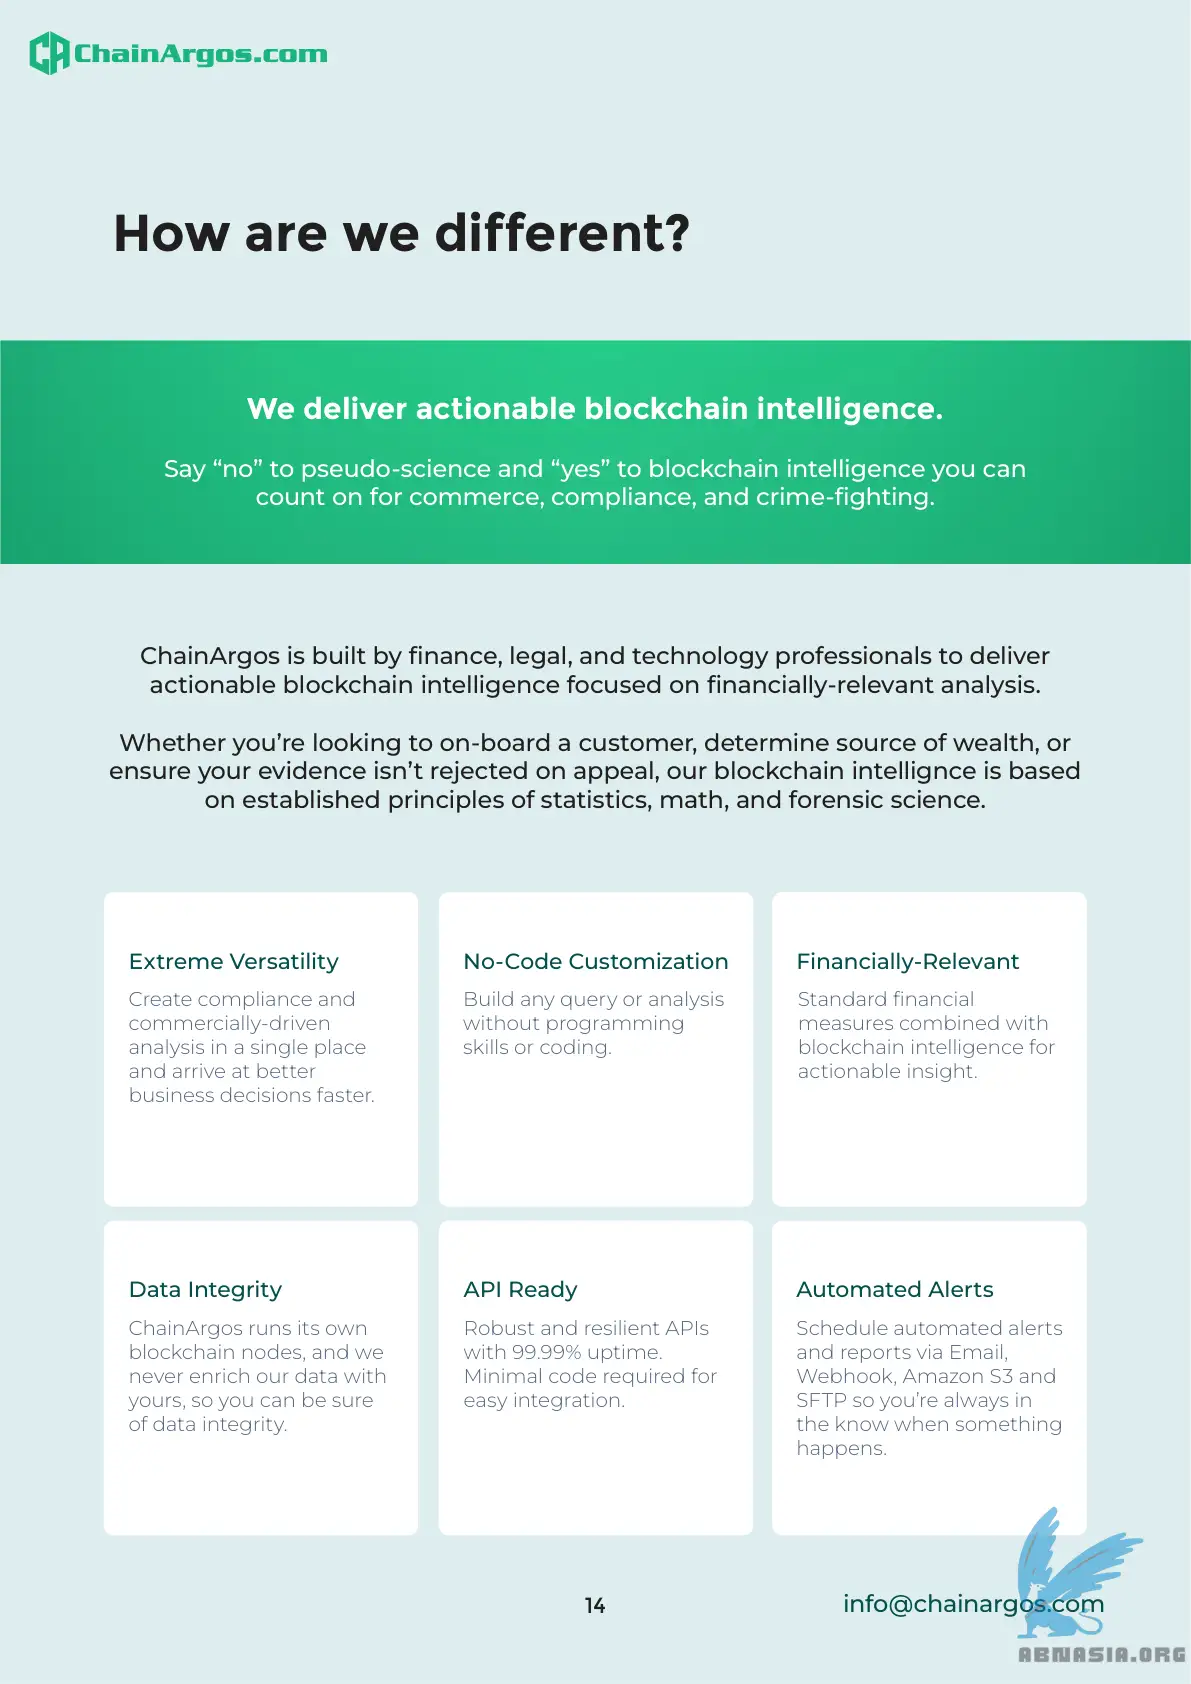 ChainArgos.com
How are we different?
We deliver actionable blockchain intelligence.
Say “no” to pseudo-science and “yes” to blockchain intelligence you can
count on for commerce, compliance, and crime-fighting.
ChainArgos is built by finance, legal, and technology professionals to deliver
actionable blockchain intelligence focused on financially-relevant analysis.
Whether you’re looking to on-board a customer, determine source of wealth, or
ensure your evidence isn’t rejected on appeal, our blockchain intellignce is based
on established principles of statistics, math, and forensic science.
Extreme Versatility
Create compliance and
commercially-driven
analysis in a single place
and arrive at better
business decisions faster.
No-Code Customization
Build any query or analysis
without programming
skills or coding.
Financially-Relevant
Standard financial
measures combined with
blockchain intelligence for
actionable insight.
Data Integrity
ChainArgos runs its own
blockchain nodes, and we
never enrich our data with
yours, so you can be sure
of data integrity.
API Ready
Robust and resilient APIs
with 99.99% uptime.
Minimal code required for
easy integration.
Automated Alerts
Schedule automated alerts
and reports via Email,
Webhook, Amazon S3 and
SFTP so you’re always in
the know when something
happens.
14
info@chainargos.com
ABNASIA.ORG